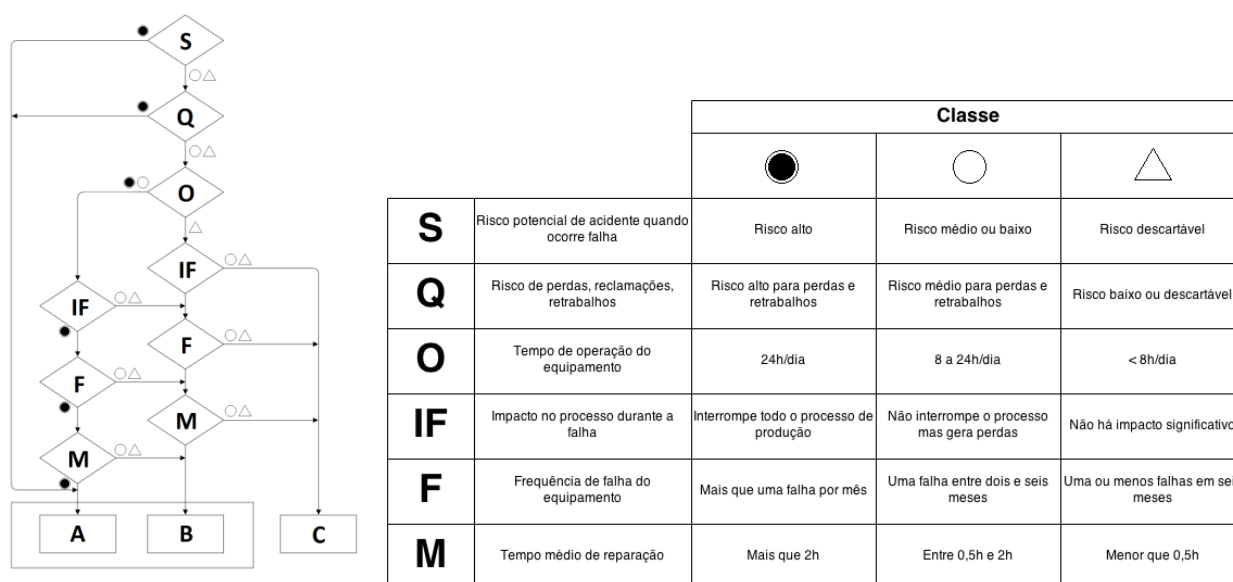 S
Q
O
IF
IF
F
F
M
M
A
B
C
Classe
S
Risco potencial de acidente quando
ocorre falha
Risco alto
Risco médio ou baixo
Risco descartável
Q
Risco de perdas, reclamações,
retrabalhos
Risco alto para perdas e
retrabalhos
Risco médio para perdas e
retrabalhos
Risco baixo ou descartável
O
Tempo de operação do
equipamento
24h/dia
8 a 24h/dia
< 8h/dia
IF
Impacto no processo durante a
falha
Interrompe todo o processo de
produção
Não interrompe o processo
mas gera perdas
Não há impacto significativo
F
Frequência de falha do
equipamento
Mais que uma falha por mês
Uma falha entre dois e seis
meses
Uma ou menos falhas em sei
meses
M
Tempo médio de reparação
Mais que 2h
Entre 0,5h e 2h
Menor que 0,5h